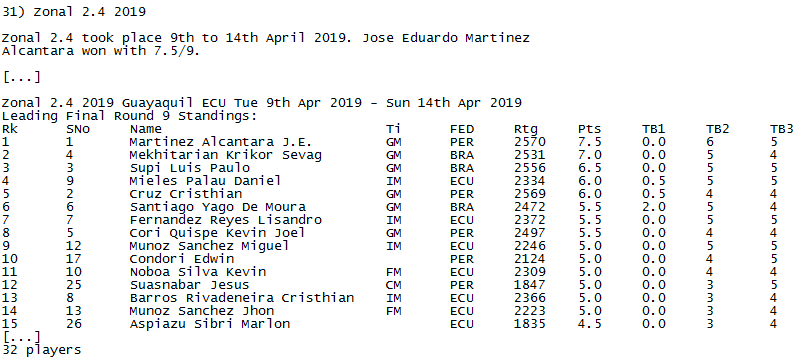 31) Zonal 2.4 2019
Zonal 2.4 took place 9th to 14th April 2019. Jose Eduardo Martinez
Alcantara won with 7.5/9.
[...]
Zonal 2.4 2019 Guayaquil ECU Tue 9th Apr 2019 - Sun 14th Apr 2019
Leading Final Round 9 Standings:
Rk SNo Name Ti FED Rtg Pts TB1 TB2 TB3
1 1 Martinez Alcantara J.E. GM PER 2570 7.5 0.0 6 5
2 4 Mekhitarian Krikor Sevag GM BRA 2531 7.0 0.0 5 4
3 3 Supi Luis Paulo GM BRA 2556 6.5 0.0 5 5
4 9 Mieles Palau Daniel IM ECU 2334 6.0 0.5 5 4
5 2 Cruz Cristhian GM PER 2569 6.0 0.5 4 4
6 6 Santiago Yago De Moura GM BRA 2472 5.5 2.0 5 4
7 7 Fernandez Reyes Lisandro IM ECU 2372 5.5 0.0 5 5
8 5 Cori Quispe Kevin Joel GM PER 2497 5.5 0.0 4 4
9 12 Munoz Sanchez Miguel IM ECU 2246 5.0 0.0 5 5
10 17 Condori Edwin PER 2124 5.0 0.0 4 5
11 10 Noboa Silva Kevin FM ECU 2309 5.0 0.0 4 4
12 25 Suasnabar Jesus CM PER 1847 5.0 0.0 3 5
13 8 Barros Rivadeneira Cristhian IM ECU 2366 5.0 0.0 3 4
14 13 Munoz Sanchez Jhon FM ECU 2223 5.0 0.0 3 4
15 26 Aspiazu Sibri Marlon ECU 1835 4.5 0.0 3 4
[...]
32 players